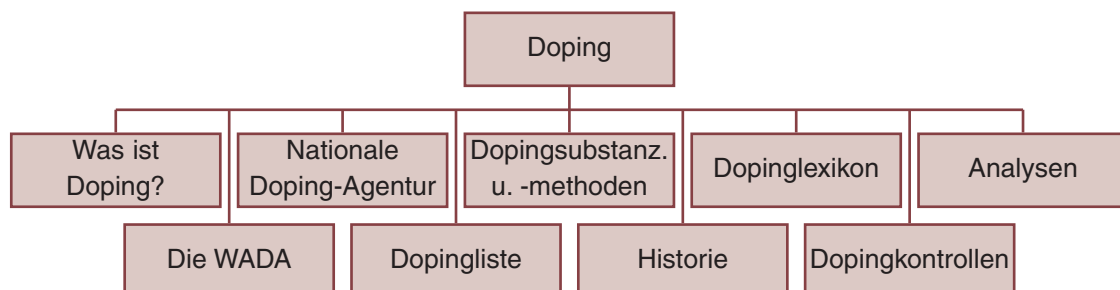 Doping
Was ist
Doping?
Nationale
Doping-Agentur
Dopingsubstanz.
u. -methoden
Dopinglexikon
Analysen
Die WADA
Dopingliste
Historie
Dopingkontrollen